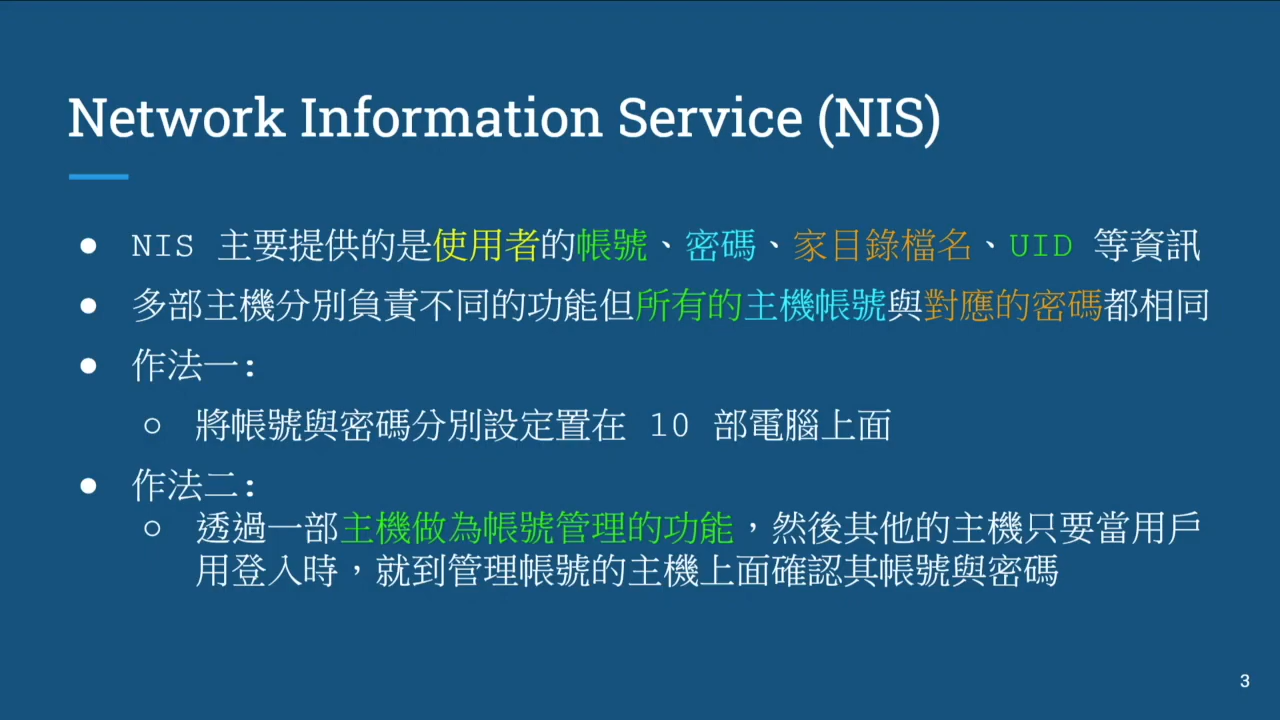 Network Information Service (NIS)
● NIS 主要提供的是使用者的帳號、密碼、家目錄檔名、UID 等資訊
● 多部主機分別負責不同的功能但所有的主機帳號與對應的密碼都相同
● 作法一:
○ 將帳號與密碼分別設定置在 10 部電腦上面
● 作法二:
○ 透過一部主機做為帳號管理的功能，然後其他的主機只要當用戶
用登入時，就到管理帳號的主機上面確認其帳號與密碼
3